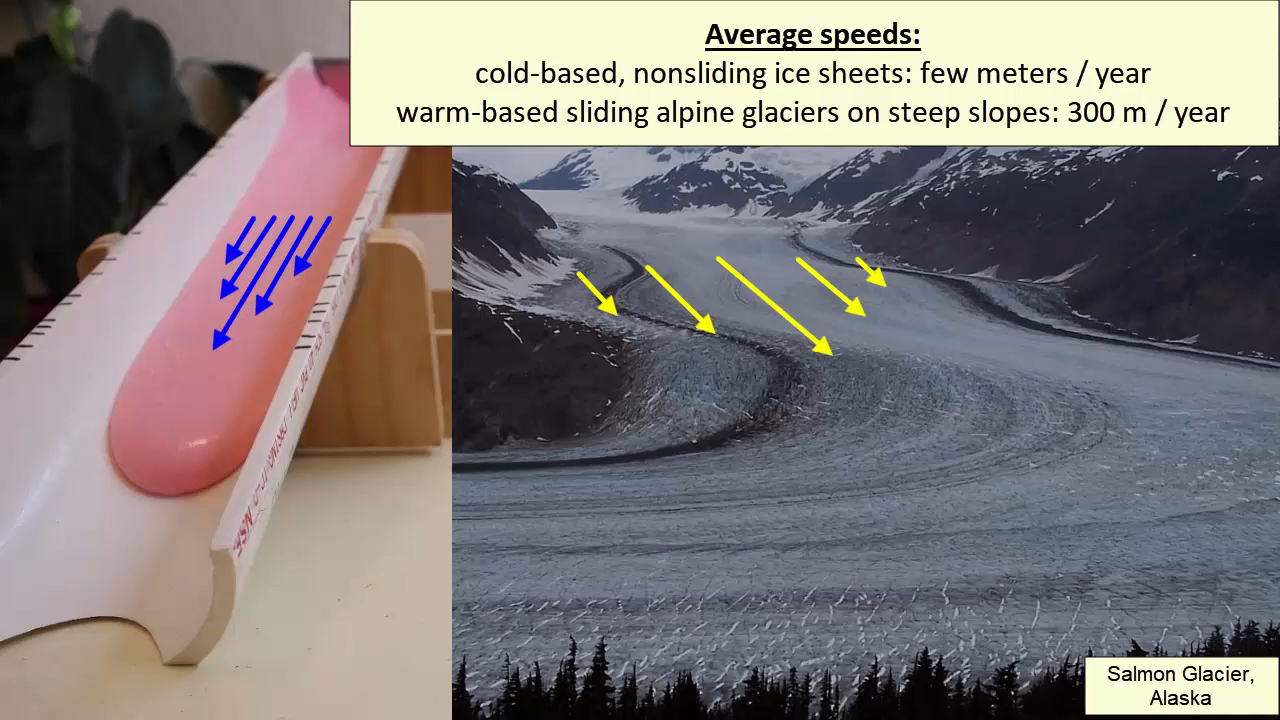 Average speeds:
cold-based, nonsliding ice sheets: few meters / year
warm-based sliding alpine glaciers on steep slopes: 300 m / year
Salmon Glacier,
Alaska